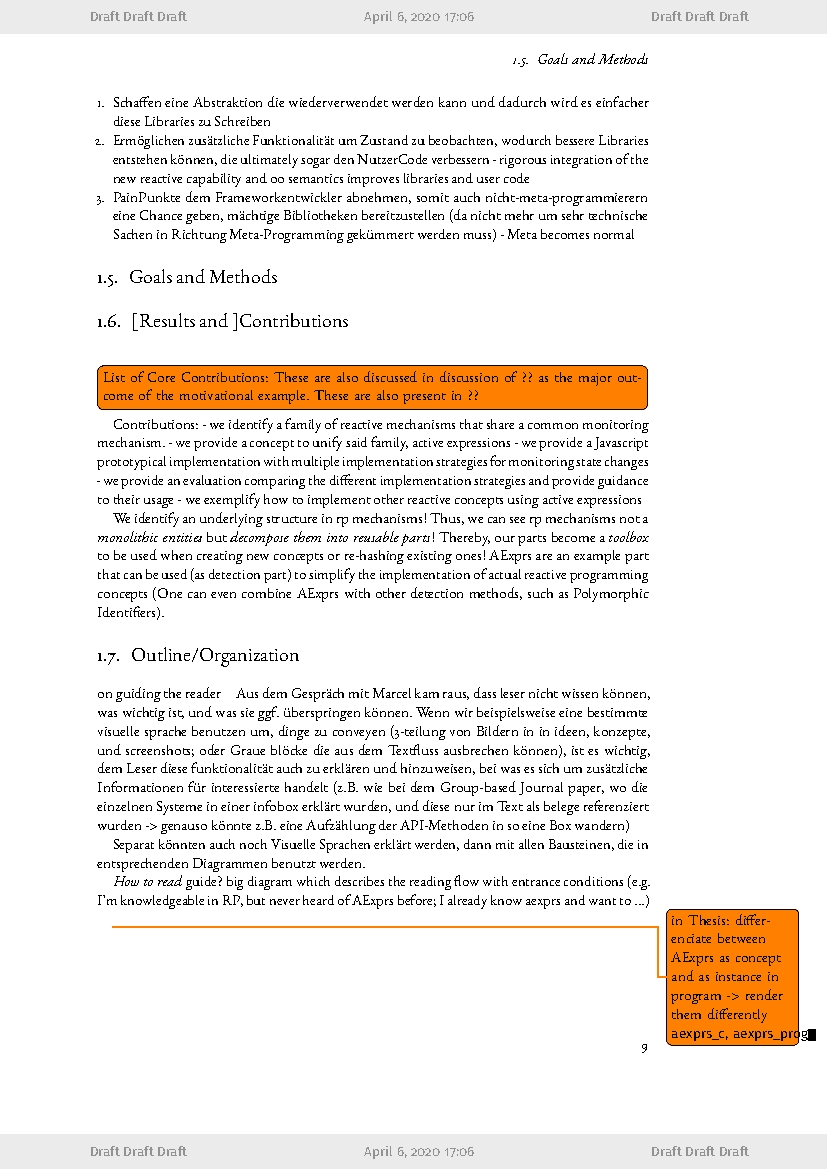 Draft Draft Draft April 6, 2020 17:06 Draft Draft Draft
1.5. Goals and Methods
1. Schaffen eine Abstraktion die wiederverwendet werden kann und dadurch wird es einfacher
diese Libraries zu Schreiben
2. Ermöglichen zusätzliche Funktionalität um Zustand zu beobachten, wodurch bessere Libraries
entstehen können, die ultimately sogar den NutzerCode verbessern - rigorous integration of the
new reactive capability and oo semantics improves libraries and user code
3. PainPunkte dem Frameworkentwickler abnehmen, somit auch nicht-meta-programmierern
eine Chance geben, mächtige Bibliotheken bereitzustellen (da nicht mehr um sehr technische
Sachen in Richtung Meta-Programming gekümmert werden muss) - Meta becomes normal
1.5. Goals and Methods
1.6. [Results and ]Contributions
List of Core Contributions: These are also discussed in discussion of ?? as the major out-
come of the motivational example. These are also present in ??
Contributions: - we identify a family of reactive mechanisms that share a common monitoring
mechanism. - we provide a concept to unify said family, active expressions - we provide a Javascript
prototypical implementation with multiple implementation strategies for monitoring state changes
- we provide an evaluation comparing the different implementation strategies and provide guidance
to their usage - we exemplify how to implement other reactive concepts using active expressions
We identify an underlying structure in rp mechanisms! Thus, we can see rp mechanisms not a
monolithic entities but decompose them into reusable parts! Thereby, our parts become a toolbox
to be used when creating new concepts or re-hashing existing ones! AExprs are an example part
that can be used (as detection part) to simplify the implementation of actual reactive programming
concepts (One can even combine AExprs with other detection methods, such as Polymorphic
Identifiers).
1.7. Outline/Organization
on guiding the reader Aus dem Gespräch mit Marcel kam raus, dass leser nicht wissen können,
was wichtig ist, und was sie ggf. überspringen können. Wenn wir beispielsweise eine bestimmte
visuelle sprache benutzen um, dinge zu conveyen (3-teilung von Bildern in in ideen, konzepte,
und screenshots; oder Graue blöcke die aus dem Textfluss ausbrechen können), ist es wichtig,
dem Leser diese funktionalität auch zu erklären und hinzuweisen, bei was es sich um zusätzliche
Informationen für interessierte handelt (z.B. wie bei dem Group-based Journal paper, wo die
einzelnen Systeme in einer infobox erklärt wurden, und diese nur im Text als belege referenziert
wurden -> genauso könnte z.B. eine Aufzählung der API-Methoden in so eine Box wandern)
Separat könnten auch noch Visuelle Sprachen erklärt werden, dann mit allen Bausteinen, die in
entsprechenden Diagrammen benutzt werden.
How to read guide? big diagram which describes the reading flow with entrance conditions (e.g.
I'm knowledgeable in RP, but never heard of AExprs before; I already know aexprs and want to ...)
in Thesis: differ-
enciate between
AExprs as concept
and as instance in
program -> render
them differently
aexprs_c, aexprs_prog
9
Draft Draft Draft April 6, 2020 17:06 Draft Draft Draft